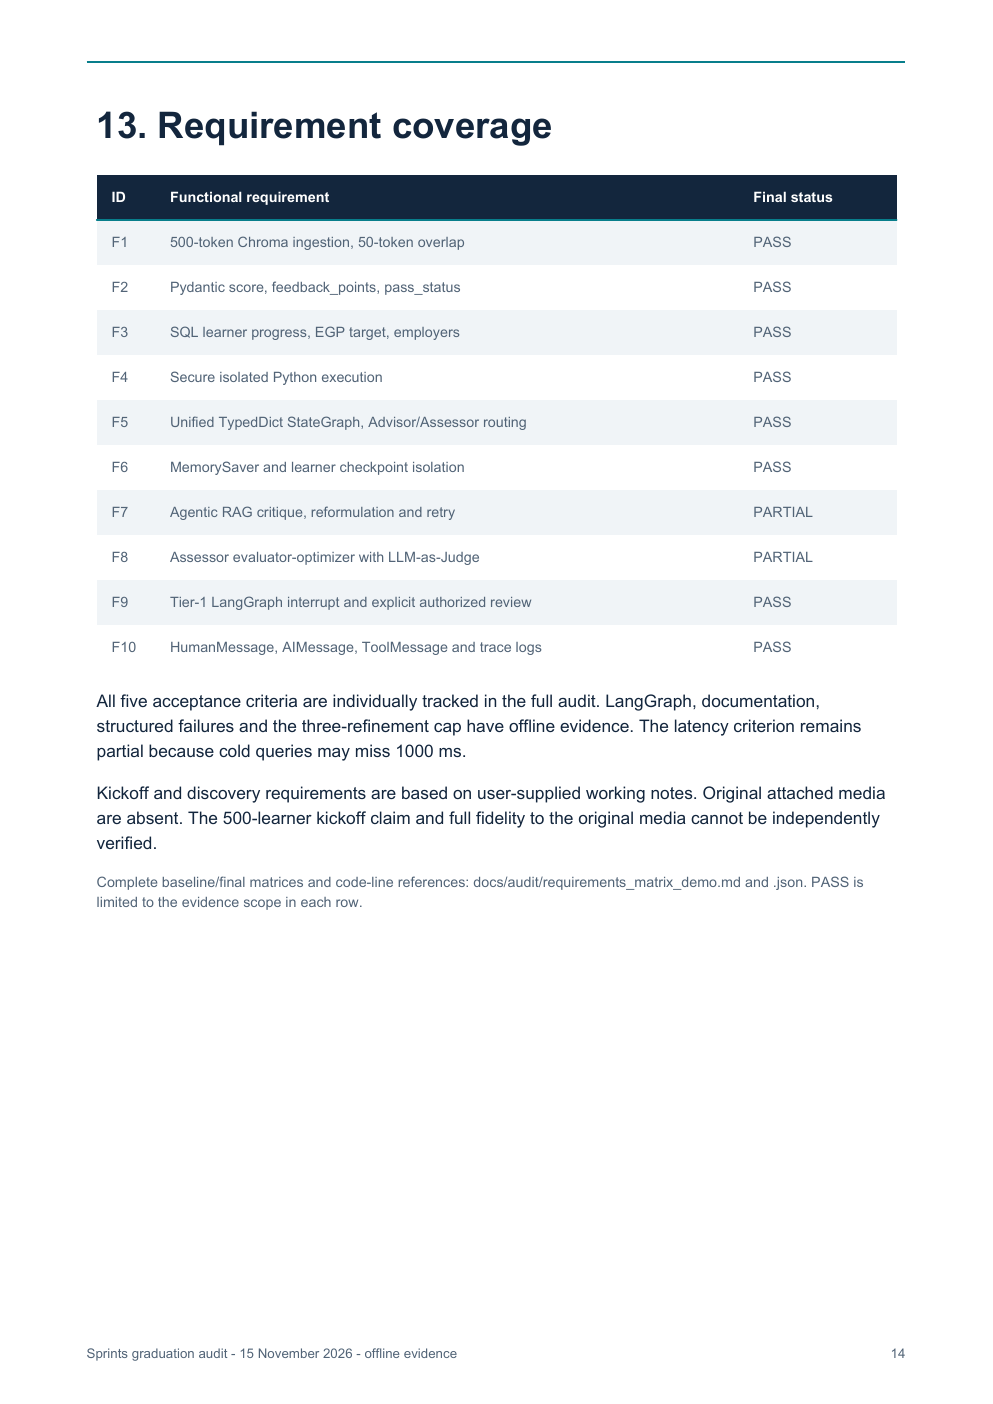 13. Requirement coverage
ID Functional requirement Final status
F1 500-token Chroma ingestion, 50-token overlap PASS
F2 Pydantic score, feedback_points, pass_status PASS
F3 SQL learner progress, EGP target, employers PASS
F4 Secure isolated Python execution PASS
F5 Unified TypedDict StateGraph, Advisor/Assessor routing PASS
F6 MemorySaver and learner checkpoint isolation PASS
F7 Agentic RAG critique, reformulation and retry PARTIAL
F8 Assessor evaluator-optimizer with LLM-as-Judge PARTIAL
F9 Tier-1 LangGraph interrupt and explicit authorized review PASS
F10 HumanMessage, AIMessage, ToolMessage and trace logs PASS
All five acceptance criteria are individually tracked in the full audit. LangGraph, documentation,
structured failures and the three-refinement cap have offline evidence. The latency criterion remains
partial because cold queries may miss 1000 ms.
Kickoff and discovery requirements are based on user-supplied working notes. Original attached media
are absent. The 500-learner kickoff claim and full fidelity to the original media cannot be independently
verified.
Complete baseline/final matrices and code-line references: docs/audit/requirements_matrix_demo.md and .json. PASS is
limited to the evidence scope in each row.
Sprints graduation audit - 15 November 2026 - offline evidence 14